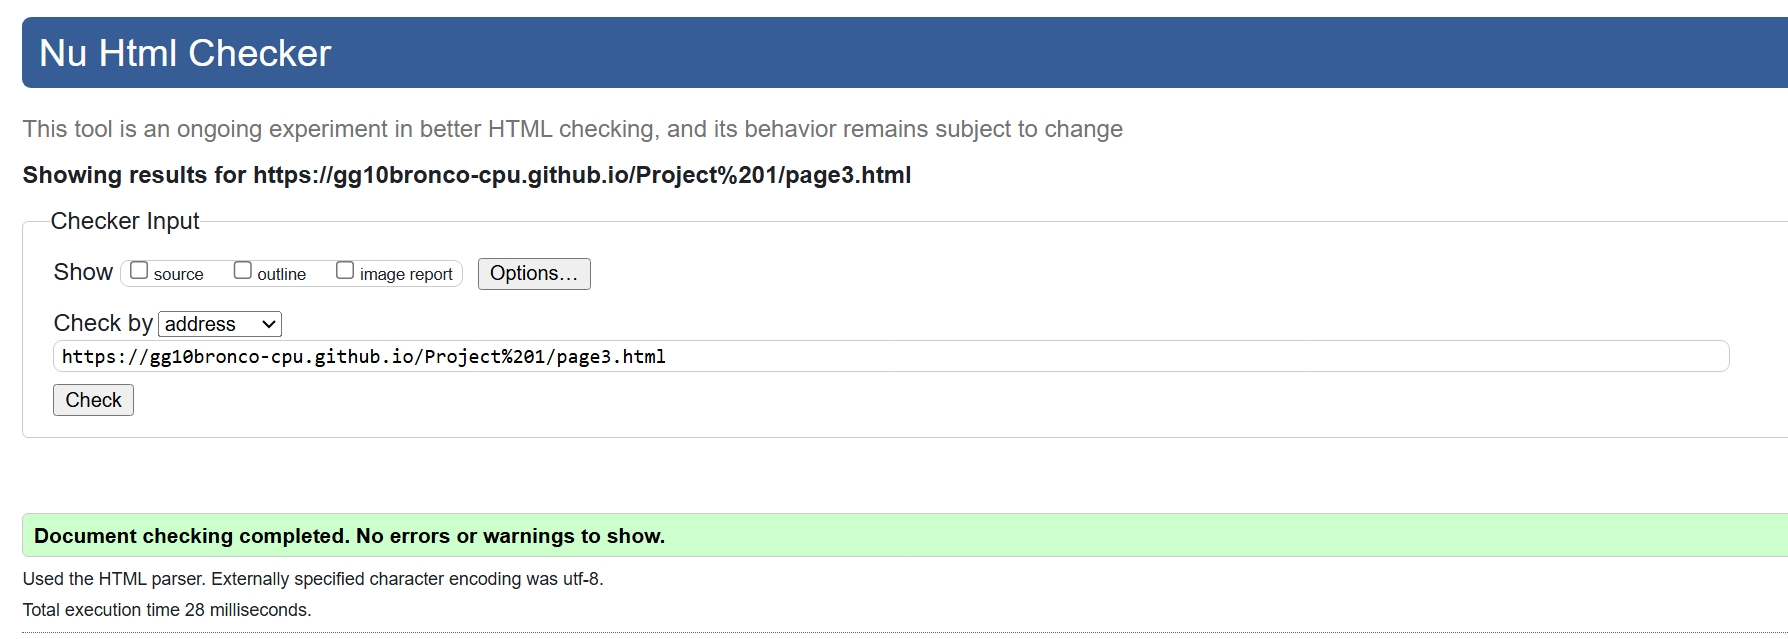 Nu Html Checker
This tool is an ongoing experiment in better HTML checking, and its behavior remains subject to change
Showing results for https://gg10bronco-cpu.github.io/Project%201/page3.html
Checker Input
Show source outline image report Options…
Check by address
https://gg10bronco-cpu.github.io/Project%201/page3.html
Check
Document checking completed. No errors or warnings to show.
Used the HTML parser. Externally specified character encoding was utf-8.
Total execution time 28 milliseconds.